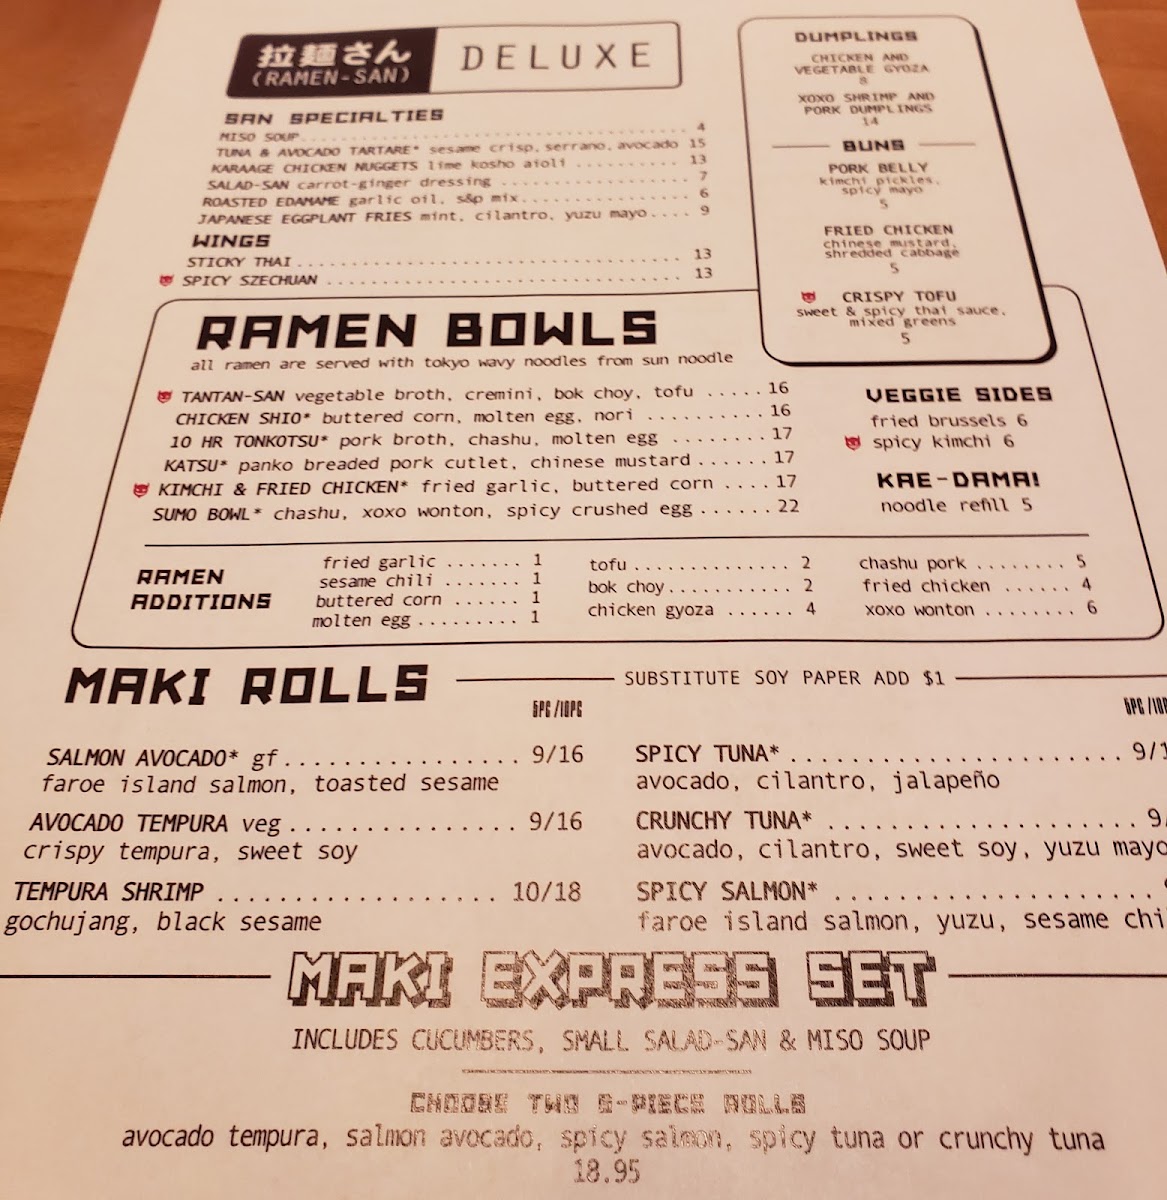 拉麺さん
(RAMEN-SAN)
DELUXE
SAN SPECIALTIES
MISO SOUP.................................... 4
TUNA & AVOCADO TARTARE* sesame crisp, serrano, avocado 15
KARAAGE CHICKEN NUGGETS lime kosho aioli .......... 13
SALAD-SAN carrot-ginger dressing .................. 7
ROASTED EDAMAME garlic oil, s&p mix................ 6
JAPANESE EGGPLANT FRIES mint, cilantro, yuzu mayo.... 9
WINGS
STICKY THAI................................... 13
SPICY SZECHUAN ................................ 13
DUMPLINGS
CHICKEN AND
VEGETABLE GYOZA
8
XOXO SHRIMP AND
PORK DUMPLINGS
14
BUNS
PORK BELLY
kimchi pickles,
spicy mayo
5
FRIED CHICKEN
chinese mustard,
shredded cabbage
5
CRISPY TOFU
sweet & spicy thai sauce,
mixed greens
5
RAMEN BOWLS
all ramen are served with tokyo wavy noodles from sun noodle
TANTAN-SAN vegetable broth, cremini, bok choy, tofu .....16
CHICKEN SHIO* buttered corn, molten egg, nori ..........16
10 HR TONKOTSU* pork broth, chashu, molten egg ........17
KATSU* panko breaded pork cutlet, chinese mustard......17
KIMCHI & FRIED CHICKEN* fried garlic, buttered corn ....17
SUMO BOWL* chashu, xoxo wonton, spicy crushed egg......22
VEGGIE SIDES
fried brussels 6
spicy kimchi 6
KAE-DAMA!
noodle refill 5
RAMEN
ADDITIONS
fried garlic ....... 1
sesame chili ....... 1
buttered corn ...... 1
molten egg......... 1
tofu.............. 2
bok choy........... 2
chicken gyoza ...... 4
chashu pork ........ 5
fried chicken ...... 4
xoxo wonton ........ 6
MAKI ROLLS
SUBSTITUTE SOY PAPER ADD $1
SALMON AVOCADO* gf................ 9/16
faroe island salmon, toasted sesame
AVOCADO TEMPURA veg............... 9/16
crispy tempura, sweet soy
TEMPURA SHRIMP .................. 10/18
gochujang, black sesame
SPICY TUNA*...................... 9/1
avocado, cilantro, jalapeño
CRUNCHY TUNA* .................... 9/
avocado, cilantro, sweet soy, yuzu mayo
SPICY SALMON* ....................
faroe island salmon, yuzu, sesame chi
MAKI EXPRESS SET
INCLUDES CUCUMBERS, SMALL SALAD-SAN & MISO SOUP
CHOOSE TWO 6-PIECE ROLLS
avocado tempura, salmon avocado, spicy salmon, spicy tuna or crunchy tuna
18.95